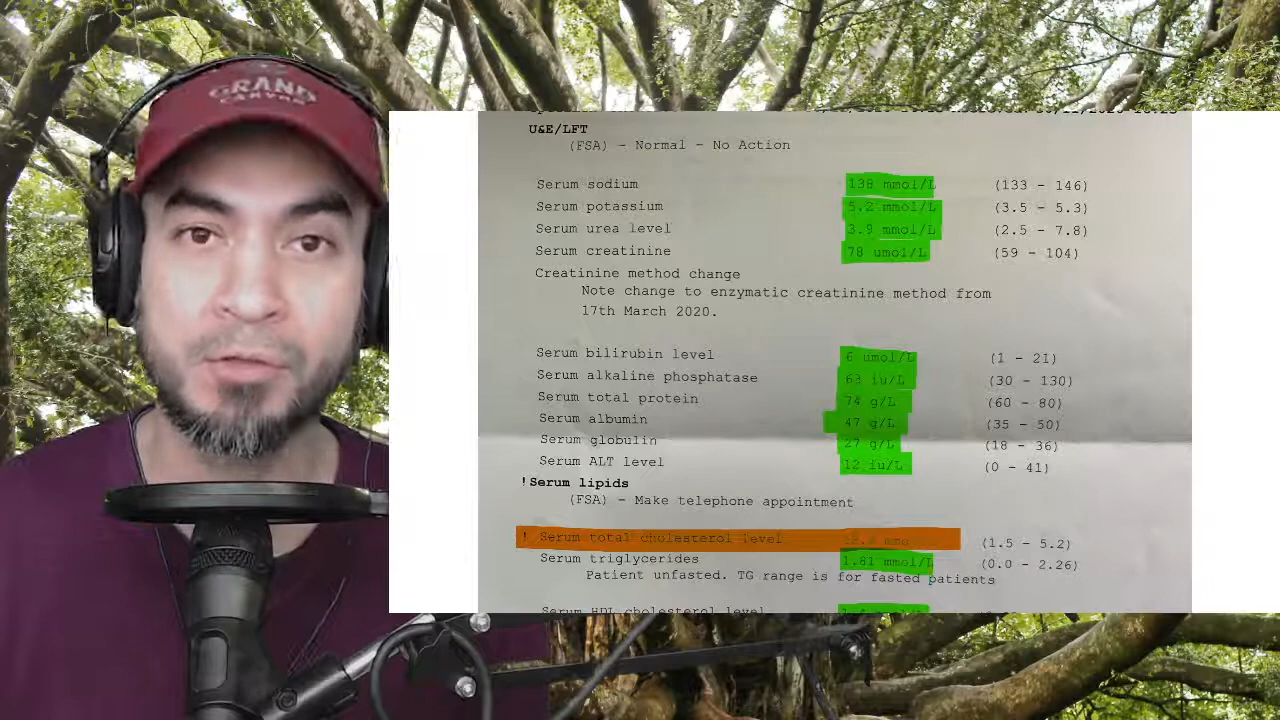 GRAND
CANYON
U&E/LFT
(FSA) - Normal - No Action
Serum sodium 138 mmol/L (133 - 146)
Serum potassium 5.2 mmol/L (3.5 - 5.3)
Serum urea level 3.9 mmol/L (2.5 - 7.8)
Serum creatinine 78 umol/L (59 - 104)
Creatinine method change
Note change to enzymatic creatinine method from
17th March 2020.
Serum bilirubin level 6 umol/L (1 - 21)
Serum alkaline phosphatase 63 iu/L (30 - 130)
Serum total protein 74 g/L (60 - 80)
Serum albumin 47 g/L (35 - 50)
Serum globulin 27 g/L (18 - 36)
Serum ALT level 12 iu/L (0 - 41)
!Serum lipids
(FSA) - Make telephone appointment
! Serum total cholesterol level (1.5 - 5.2)
Serum triglycerides 1.81 mmol/L (0.0 - 2.26)
Patient unfasted. TG range is for fasted patients
Serum HDL cholesterol level